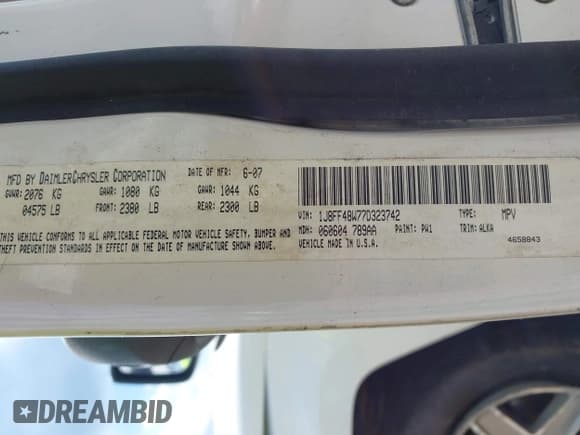 MFD BY DAIMLERCHRYSLER CORPORATION DATE OF MFR: 6-07
GVWR: 2076 KG GAWR: 1080 KG GAWR: 1044 KG
04575 LB FRONT: 2380 LB REAR: 2300 LB
THIS VEHICLE CONFORMS TO ALL APPLICABLE FEDERAL MOTOR VEHICLE SAFETY, BUMPER AND
THEFT PREVENTION STANDARDS IN EFFECT ON THE DATE OF MANUFACTURE SHOWN ABOVE.
VIN: 1J8FF48W77D323742 TYPE: MPV
MDH: 060604 789AA PAINT: PW1 TRIM: ALKA
VEHICLE MADE IN U.S.A. 4658843
DREAMBID